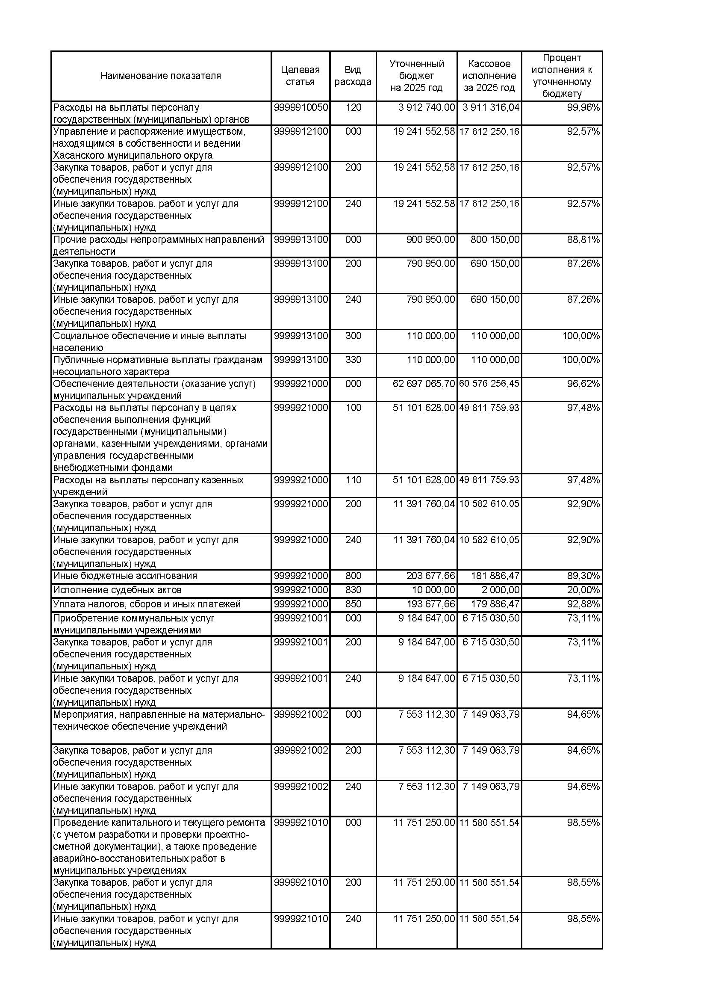 Наименование показателя
Целевая
статья
Вид
расхода
Уточненный
бюджет
на 2025 год
Кассовое
исполнение
за 2025 год
Процент
исполнения к
уточненному
бюджету
Расходы на выплаты персоналу 9999910050 120 3 912 740,00 3 911 316,04 99,96%
государственных (муниципальных) органов
Управление и распоряжение имуществом, 9999912100 000 19 241 552,58 17 812 250,16 92,57%
находящимся в собственности и ведении
Хасанского муниципального округа
Закупка товаров, работ и услуг для 9999912100 200 19 241 552,58 17 812 250,16 92,57%
обеспечения государственных
(муниципальных) нужд
Иные закупки товаров, работ и услуг для 9999912100 240 19 241 552,58 17 812 250,16 92,57%
обеспечения государственных
(муниципальных) нужд
Прочие расходы непрограммных направлений 9999913100 000 900 950,00 800 150,00 88,81%
деятельности
Закупка товаров, работ и услуг для 9999913100 200 790 950,00 690 150,00 87,26%
обеспечения государственных
(муниципальных) нужд
Иные закупки товаров, работ и услуг для 9999913100 240 790 950,00 690 150,00 87,26%
обеспечения государственных
(муниципальных) нужд
Социальное обеспечение и иные выплаты 9999913100 300 110 000,00 110 000,00 100,00%
населению
Публичные нормативные выплаты гражданам 9999913100 330 110 000,00 110 000,00 100,00%
несоциального характера
Обеспечение деятельности (оказание услуг) 9999921000 000 62 697 065,70 60 576 256,45 96,62%
муниципальных учреждений
Расходы на выплаты персоналу в целях 9999921000 100 51 101 628,00 49 811 759,93 97,48%
обеспечения выполнения функций
государственными (муниципальными)
органами, казенными учреждениями, органами
управления государственными
внебюджетными фондами
Расходы на выплаты персоналу казенных 9999921000 110 51 101 628,00 49 811 759,93 97,48%
учреждений
Закупка товаров, работ и услуг для 9999921000 200 11 391 760,04 10 582 610,05 92,90%
обеспечения государственных
(муниципальных) нужд
Иные закупки товаров, работ и услуг для 9999921000 240 11 391 760,04 10 582 610,05 92,90%
обеспечения государственных
(муниципальных) нужд
Иные бюджетные ассигнования 9999921000 800 203 677,66 181 886,47 89,30%
Исполнение судебных актов 9999921000 830 10 000,00 2 000,00 20,00%
Уплата налогов, сборов и иных платежей 9999921000 850 193 677,66 179 886,47 92,88%
Приобретение коммунальных услуг 9999921001 000 9 184 647,00 6 715 030,50 73,11%
муниципальными учреждениями
Закупка товаров, работ и услуг для 9999921001 200 9 184 647,00 6 715 030,50 73,11%
обеспечения государственных
(муниципальных) нужд
Иные закупки товаров, работ и услуг для 9999921001 240 9 184 647,00 6 715 030,50 73,11%
обеспечения государственных
(муниципальных) нужд
Мероприятия, направленные на материально- 9999921002 000 7 553 112,30 7 149 063,79 94,65%
техническое обеспечение учреждений
Закупка товаров, работ и услуг для 9999921002 200 7 553 112,30 7 149 063,79 94,65%
обеспечения государственных
(муниципальных) нужд
Иные закупки товаров, работ и услуг для 9999921002 240 7 553 112,30 7 149 063,79 94,65%
обеспечения государственных
(муниципальных) нужд
Проведение капитального и текущего ремонта 9999921010 000 11 751 250,00 11 580 551,54 98,55%
(с учетом разработки и проверки проектно-
сметной документации), а также проведение
аварийно-восстановительных работ в
муниципальных учреждениях
Закупка товаров, работ и услуг для 9999921010 200 11 751 250,00 11 580 551,54 98,55%
обеспечения государственных
(муниципальных) нужд
Иные закупки товаров, работ и услуг для 9999921010 240 11 751 250,00 11 580 551,54 98,55%
обеспечения государственных
(муниципальных) нужд